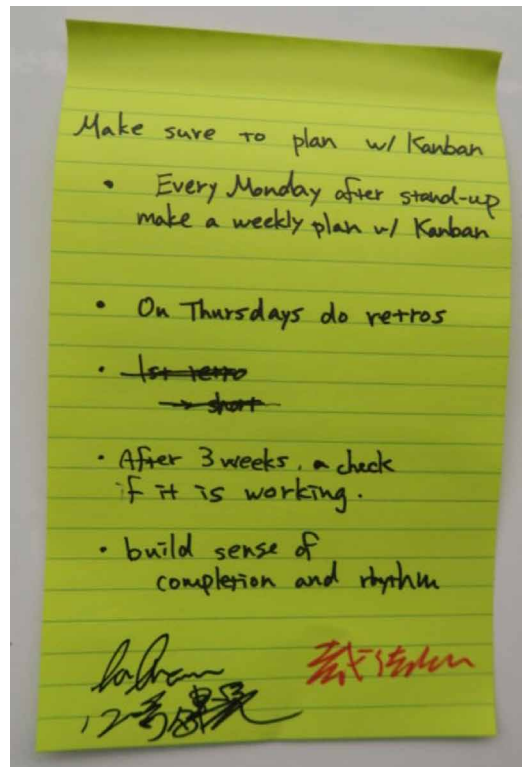 Make sure to plan w/ Kanban
• Every Monday after stand-up
make a weekly plan w/ Kanban
• On Thursdays do retros
• 1st retro
→ short
• After 3 weeks, a check
if it is working.
• build sense of
completion and rhythm